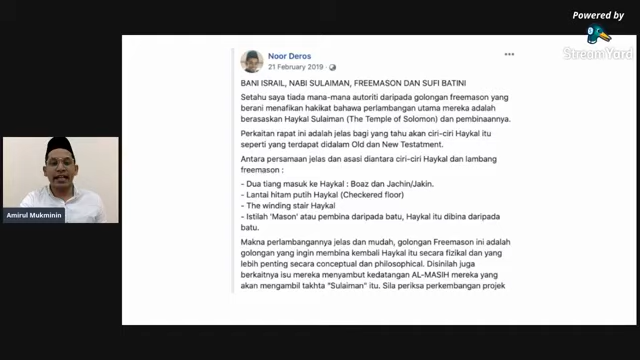 Powered by
StreamYard
Noor Deros
21 February 2019
BANI ISRAIL, NABI SULAIMAN, FREEMASON DAN SUFI BATINI
Setahu saya tiada mana-mana autoriti daripada golongan freemason yang
berani menafikan hakikat bahawa perlambangan utama mereka adalah
berasaskan Haykal Sulaiman (The Temple of Solomon) dan pembinaannya.
Perkaitan rapat ini adalah jelas bagi yang tahu akan ciri-ciri Haykal itu
seperti yang terdapat didalam Old dan New Testatment.
Antara persamaan jelas dan asasi diantara ciri-ciri Haykal dan lambang
freemason :
- Dua tiang masuk ke Haykal : Boaz dan Jachin/Jakin.
- Lantai hitam putih Haykal (Checkered floor)
- The winding stair Haykal
- Istilah 'Mason' atau pembina daripada batu, Haykal itu dibina daripada
batu.
Makna perlambangannya jelas dan mudah, golongan Freemason ini adalah
golongan yang ingin membina kembali Haykal itu secara fizikal dan yang
lebih penting secara conceptual dan philosophical. Disinilah juga
berkaitnya isu mereka menyambut kedatangan AL-MASIH mereka yang
akan mengambil takhta "Sulaiman" itu. Sila periksa perkembangan projek
Amirul Mukminin